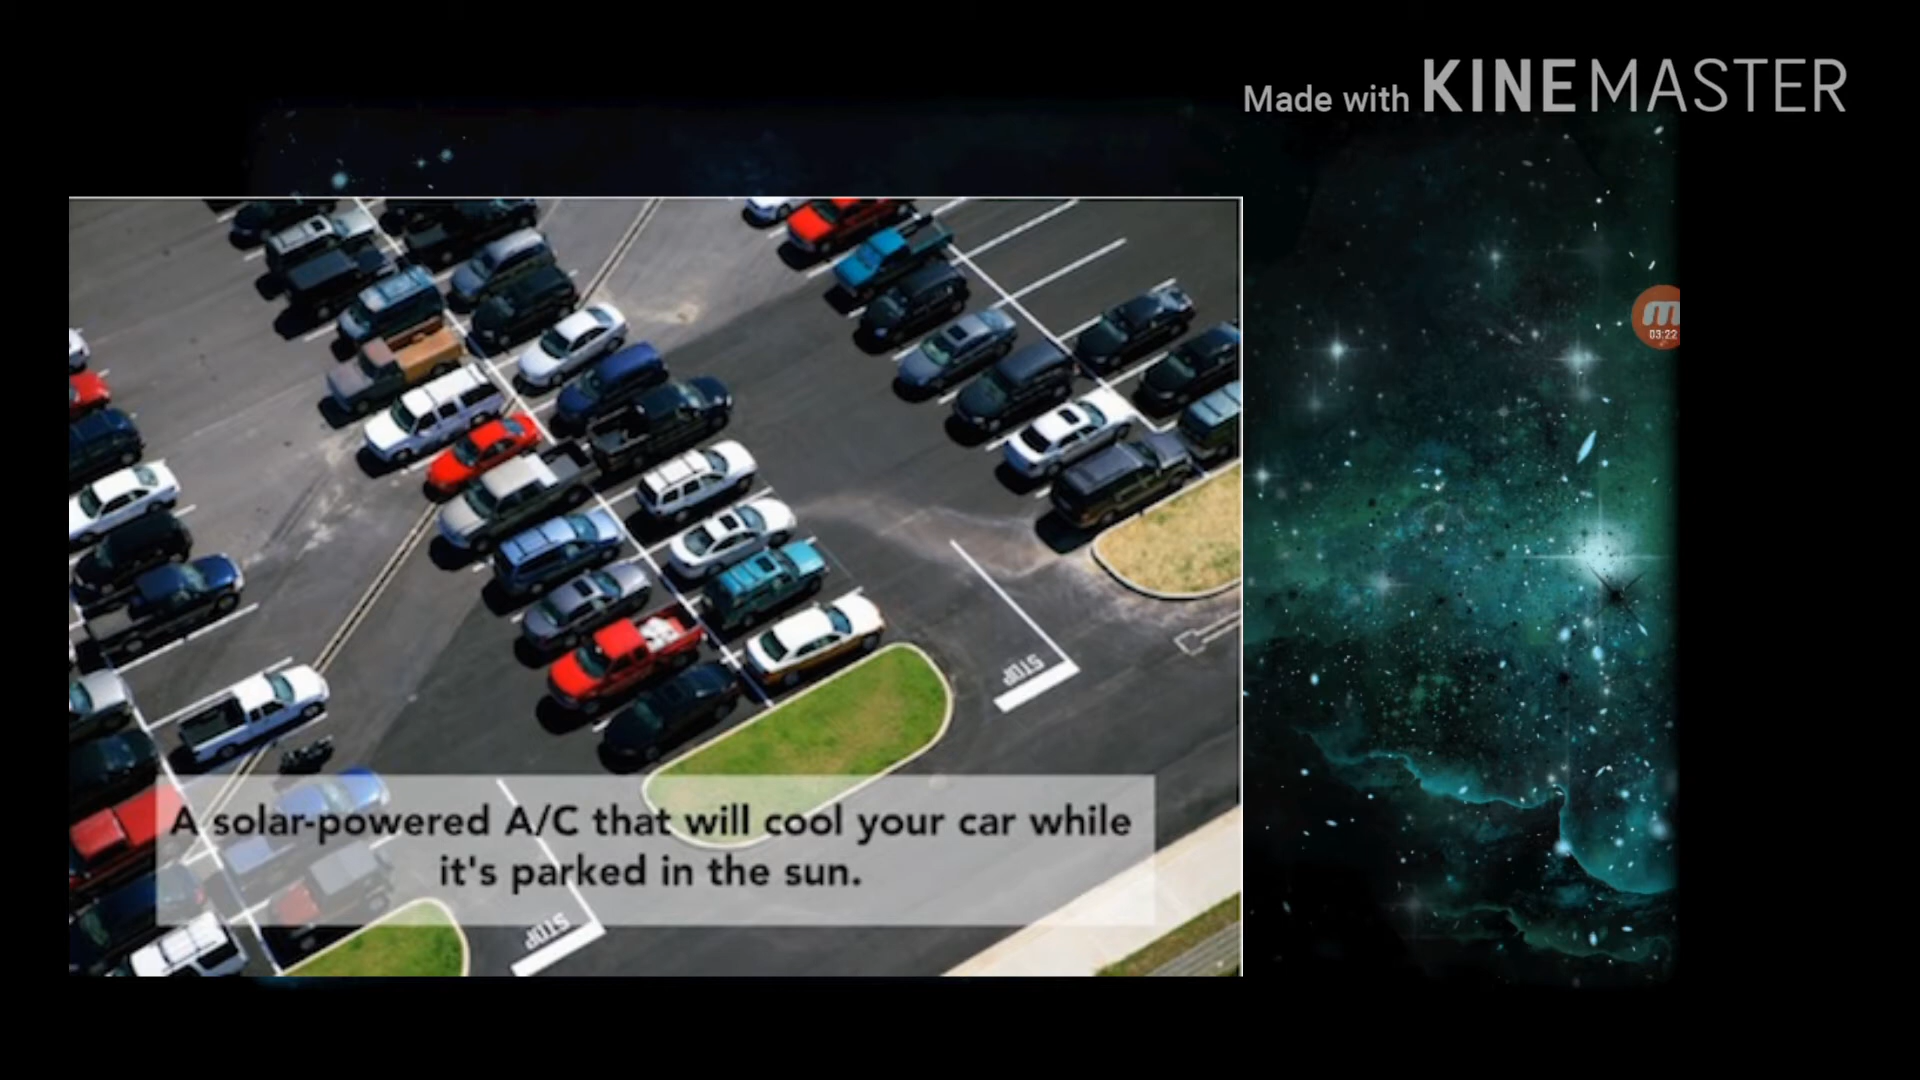 Made with KINEMASTER
03:22
STOP
A solar-powered A/C that will cool your car while
it's parked in the sun.
STOP